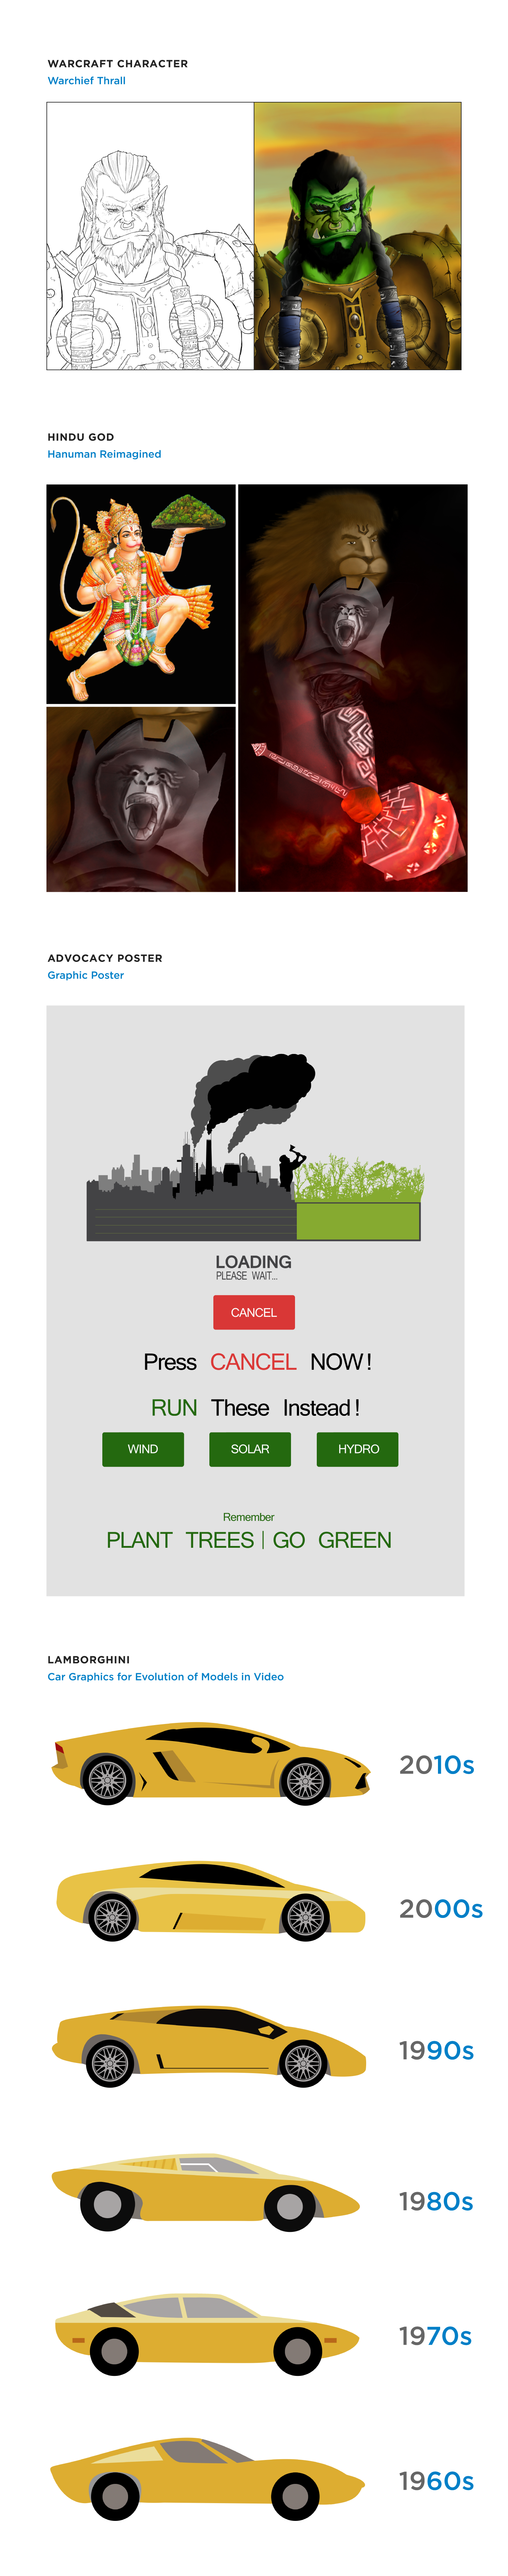 WARCRAFT CHARACTER
Warchief Thrall
HINDU GOD
Hanuman Reimagined
ADVOCACY POSTER
Graphic Poster
LOADING
PLEASE WAIT...
CANCEL
Press CANCEL NOW!
RUN These Instead!
WIND SOLAR HYDRO
Remember
PLANT TREES | GO GREEN
LAMBORGHINI
Car Graphics for Evolution of Models in Video
2010s
2000s
1990s
1980s
1970s
1960s